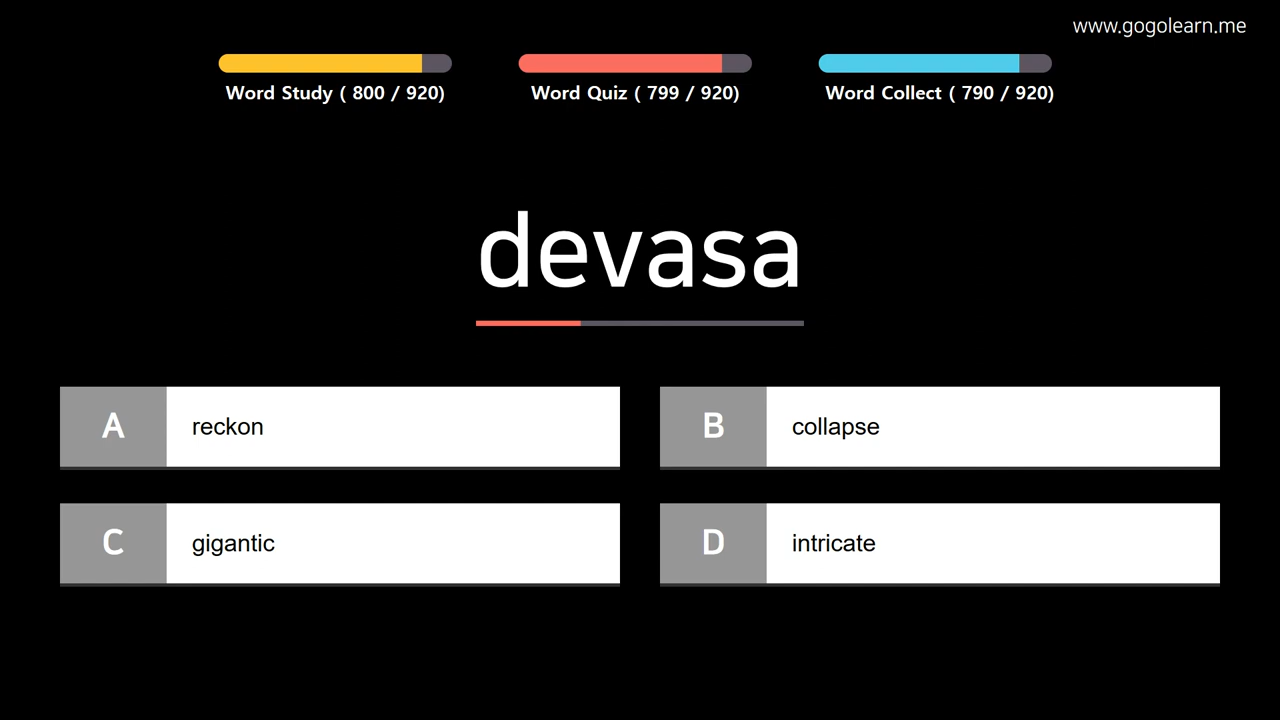 www.gogolearn.me
Word Study ( 800 / 920)
Word Quiz ( 799 / 920)
Word Collect ( 790 / 920)
devasa
A
reckon
B
collapse
C
gigantic
D
intricate